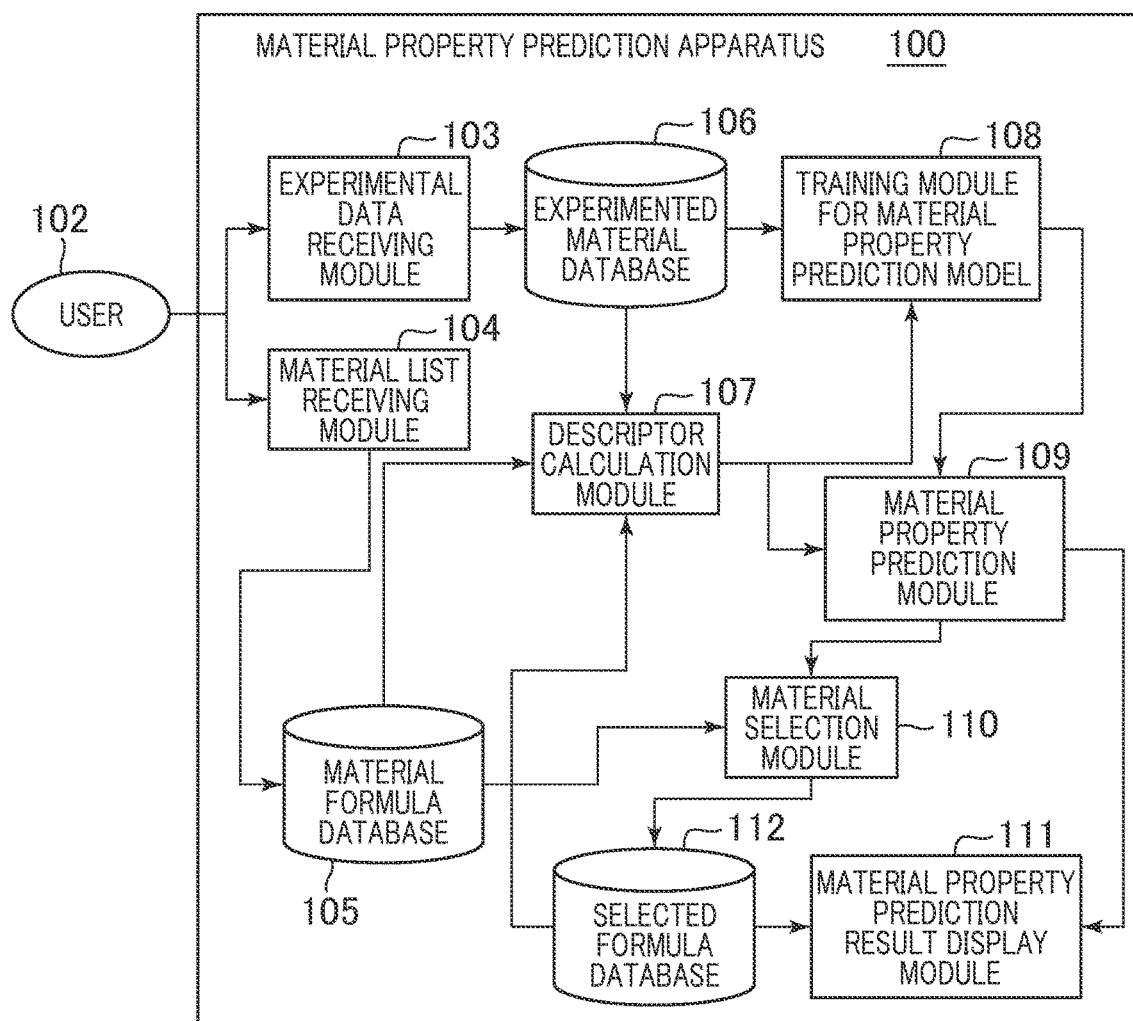 MATERIAL PROPERTY PREDICTION APPARATUS 100
103
EXPERIMENTAL
DATA
RECEIVING
MODULE
106
EXPERIMENTED
MATERIAL
DATABASE
108
TRAINING MODULE
FOR MATERIAL
PROPERTY
PREDICTION MODEL
102
USER
104
MATERIAL LIST
RECEIVING
MODULE
107
DESCRIPTOR
CALCULATION
MODULE
109
MATERIAL
PROPERTY
PREDICTION
MODULE
MATERIAL
SELECTION
MODULE
110
MATERIAL
FORMULA
DATABASE
105
112
SELECTED
FORMULA
DATABASE
111
MATERIAL PROPERTY
PREDICTION
RESULT DISPLAY
MODULE